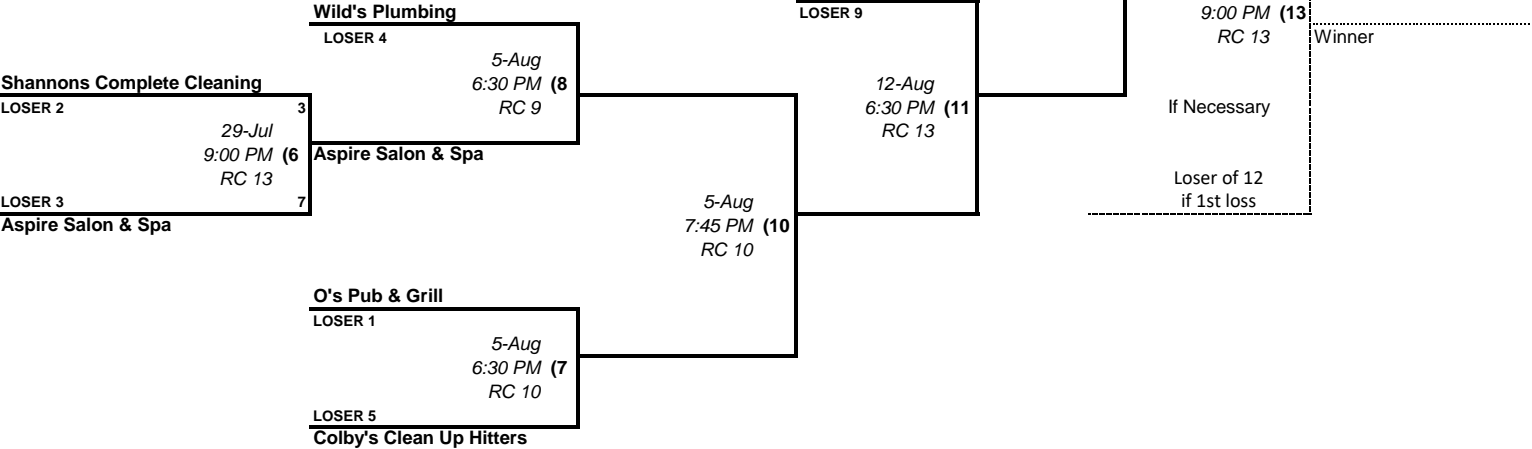 Wild's Plumbing
LOSER 4
5-Aug
6:30 PM (8
RC 9
Shannons Complete Cleaning
LOSER 2 3
29-Jul
9:00 PM (6
RC 13
LOSER 3 7
Aspire Salon & Spa
Aspire Salon & Spa
O's Pub & Grill
LOSER 1
5-Aug
6:30 PM (7
RC 10
LOSER 5
Colby's Clean Up Hitters
5-Aug
7:45 PM (10
RC 10
LOSER 9
12-Aug
6:30 PM (11
RC 13
9:00 PM (13
RC 13
Winner
If Necessary
Loser of 12
if 1st loss